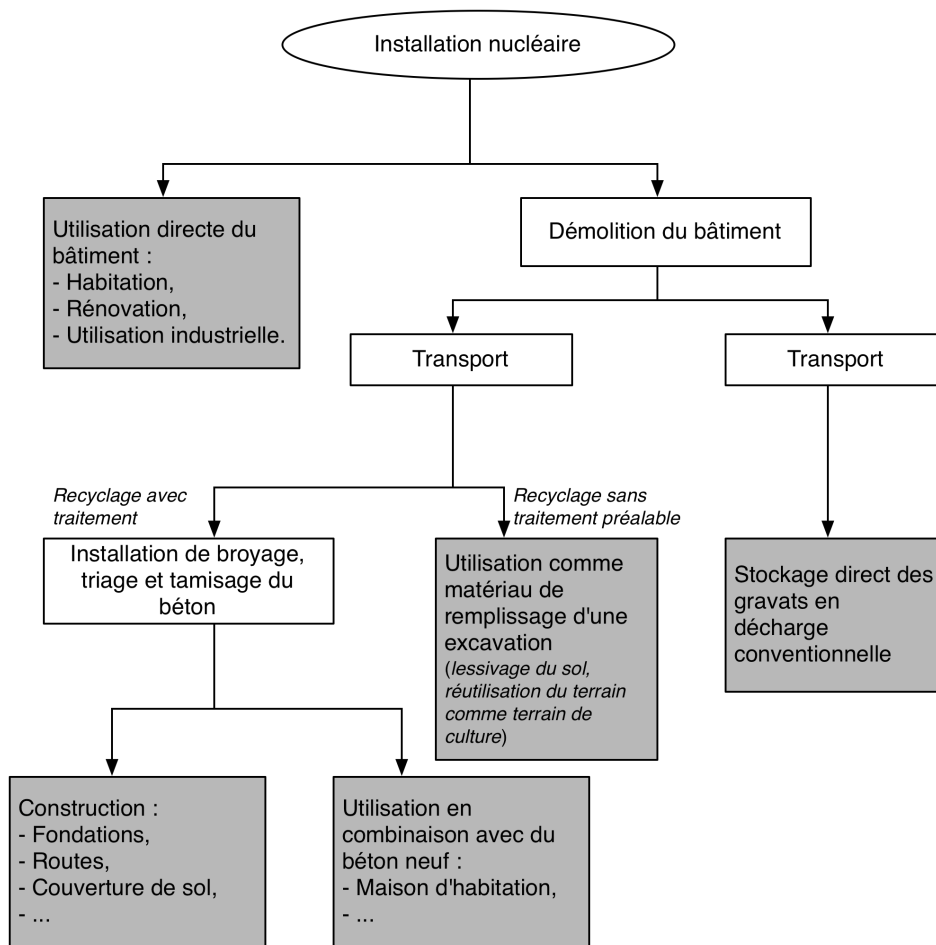 Installation nucléaire
Utilisation directe du
bâtiment :
- Habitation,
- Rénovation,
- Utilisation industrielle.
Démolition du bâtiment
Transport
Transport
Recyclage avec
traitement
Recyclage sans
traitement préalable
Installation de broyage,
triage et tamisage du
béton
Utilisation comme
matériau de
remplissage d'une
excavation
(lessivage du sol,
réutilisation du terrain
comme terrain de
culture)
Stockage direct des
gravats en
décharge
conventionnelle
Construction :
- Fondations,
- Routes,
- Couverture de sol,
- ...
Utilisation en
combinaison avec du
béton neuf :
- Maison d'habitation,
- ...